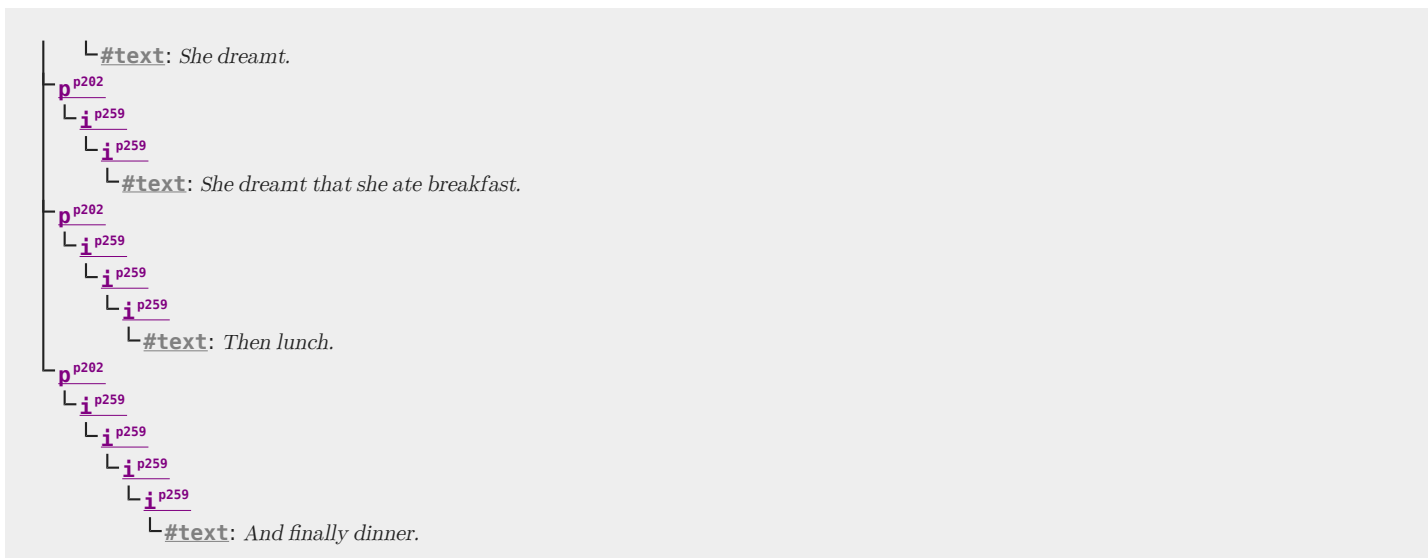 #text: She dreamt.
p p202
i p259
i p259
#text: She dreamt that she ate breakfast.
p p202
i p259
i p259
i p259
#text: Then lunch.
p p202
i p259
i p259
i p259
i p259
#text: And finally dinner.